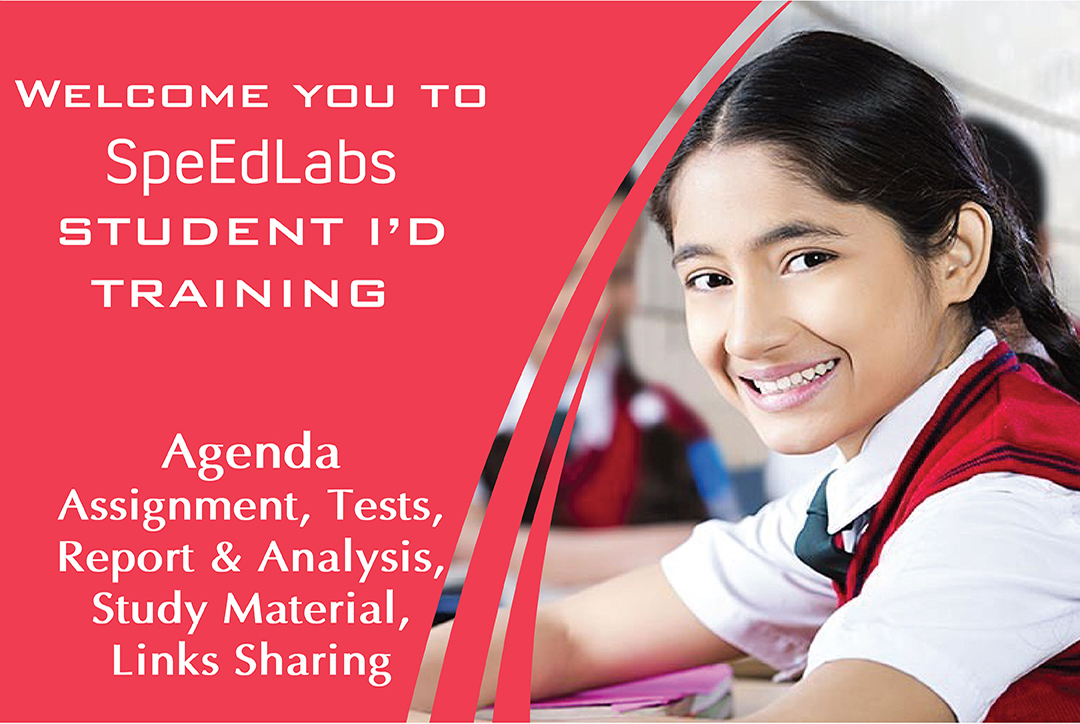 WELCOME YOU TO
SpeEdLabs
STUDENT I’D
TRAINING
Agenda
Assignment, Tests,
Report & Analysis,
Study Material,
Links Sharing